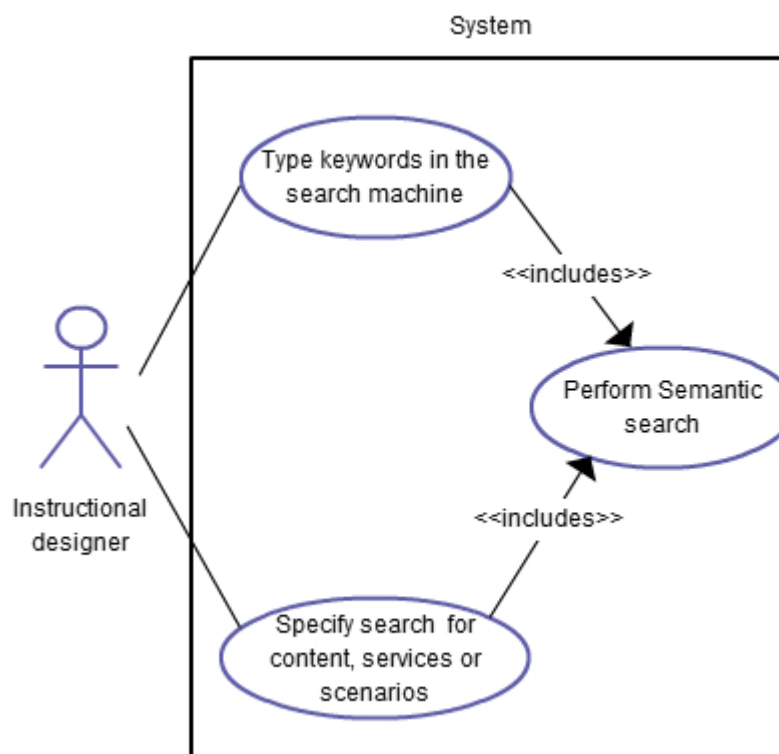 System
Type keywords in the
search machine
<<includes>>
Perform Semantic
search
Instructional
designer
<<includes>>
Specify search for
content, services or
scenarios